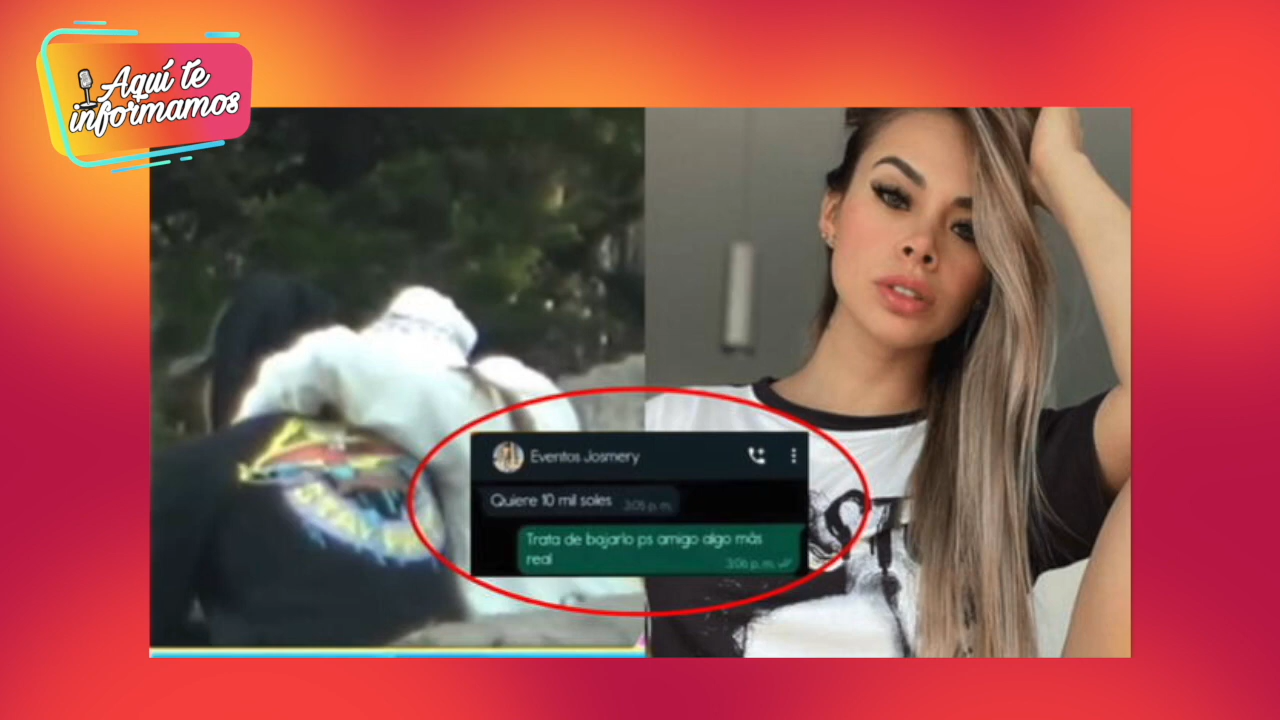 Aquí te
informamos
Eventos Josmery
Quiere 10 mil soles 3:05 p. m.
Trata de bajarlo ps amigo algo más
real
3:06 p. m.